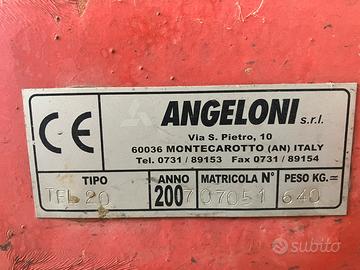 CE
ANGELONI s.r.l.
Via S. Pietro, 10
60036 MONTECAROTTO (AN) ITALY
Tel. 0731 / 89153 Fax 0731 / 89154
TIPO ANNO MATRICOLA N° PESO KG.=
TFL 20 2007 07051 640
subito